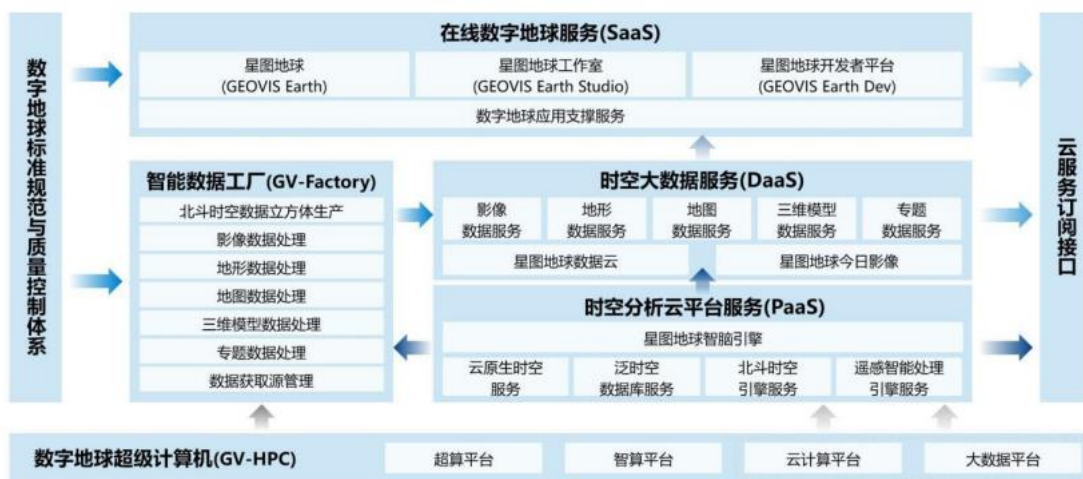 数字地球标准规范与质量控制体系
在线数字地球服务(SaaS)
星图地球
(GEOVIS Earth)
星图地球工作室
(GEOVIS Earth Studio)
星图地球开发者平台
(GEOVIS Earth Dev)
数字地球应用支撑服务
智能数据工厂(GV-Factory)
北斗时空数据立方体生产
影像数据处理
地形数据处理
地图数据处理
三维模型数据处理
专题数据处理
数据获取源管理
时空大数据服务(DaaS)
影像
数据服务
地形
数据服务
地图
数据服务
三维模型
数据服务
专题
数据服务
星图地球数据云
星图地球今日影像
时空分析云平台服务(PaaS)
星图地球智脑引擎
云原生时空
服务
泛时空
数据库服务
北斗时空
引擎服务
遥感智能处理
引擎服务
云服务订阅接口
数字地球超级计算机(GV-HPC)
超算平台
智算平台
云计算平台
大数据平台